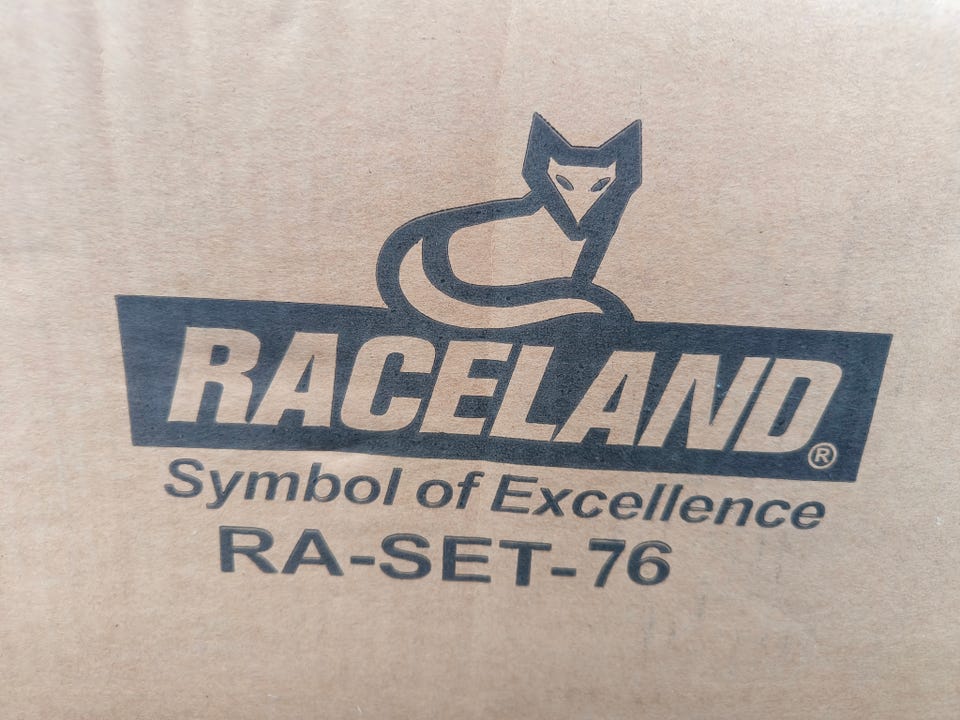 RACELAND®
Symbol of Excellence
RA-SET-76